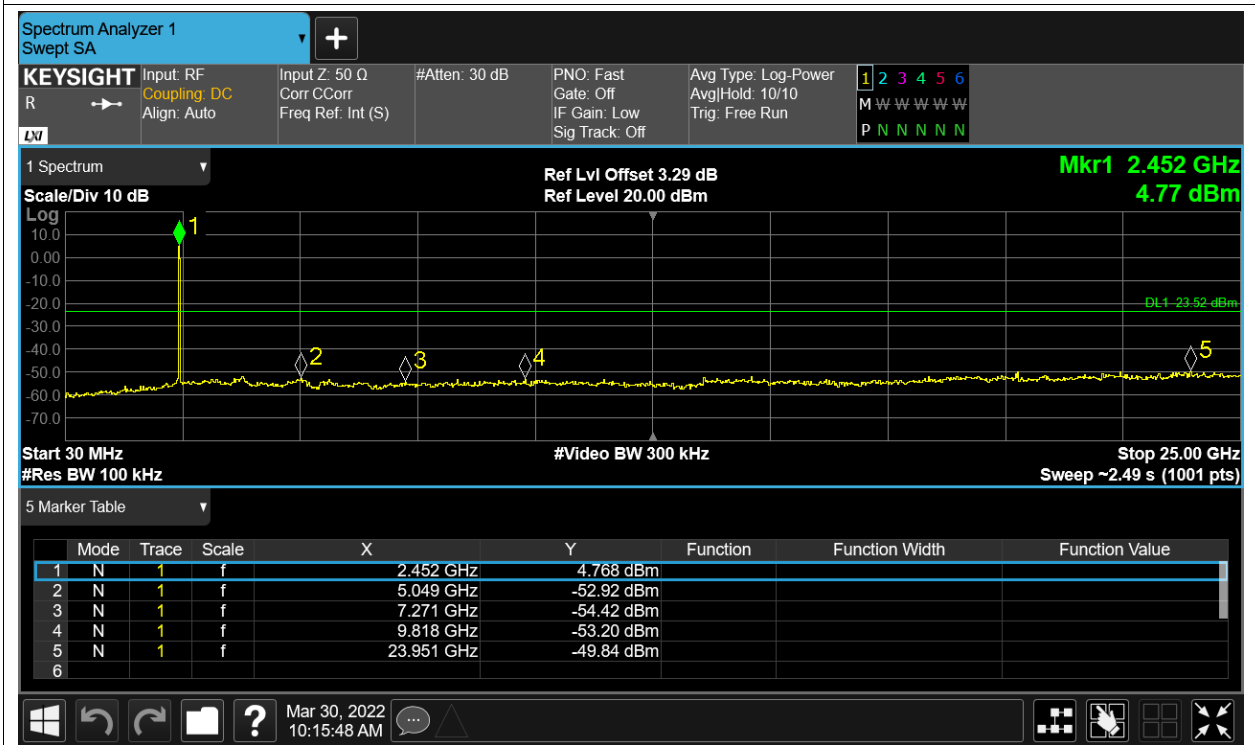 Spectrum Analyzer 1
Swept SA
KEYSIGHT
R
LXI
Input: RF
Coupling: DC
Align: Auto
Input Z: 50 Ω
Corr CCorr
Freq Ref: Int (S)
#Atten: 30 dB
PNO: Fast
Gate: Off
IF Gain: Low
Sig Track: Off
Avg Type: Log-Power
Avg|Hold: 10/10
Trig: Free Run
1 2 3 4 5 6
M W W W W W
P N N N N N
1 Spectrum
Scale/Div 10 dB
Ref Lvl Offset 3.29 dB
Ref Level 20.00 dBm
Mkr1 2.452 GHz
4.77 dBm
Log
10.0
0.00
-10.0
-20.0
-30.0
-40.0
-50.0
-60.0
-70.0
1
2
3
4
5
DL1 -23.52 dBm
Start 30 MHz
#Res BW 100 kHz
#Video BW 300 kHz
Stop 25.00 GHz
Sweep ~2.49 s (1001 pts)
5 Marker Table
Mode Trace Scale X Y Function Function Width Function Value
1 N 1 f 2.452 GHz 4.768 dBm
2 N 1 f 5.049 GHz -52.92 dBm
3 N 1 f 7.271 GHz -54.42 dBm
4 N 1 f 9.818 GHz -53.20 dBm
5 N 1 f 23.951 GHz -49.84 dBm
6
?
Mar 30, 2022
10:15:48 AM